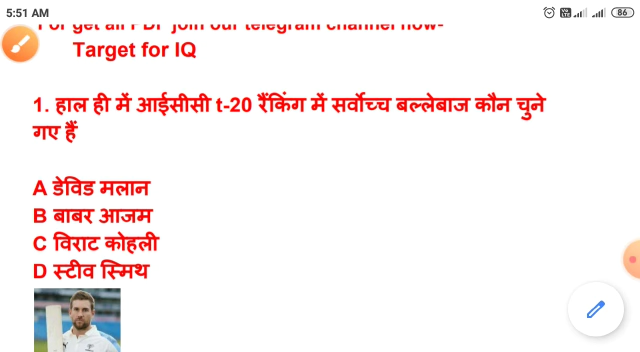 5:51 AM
86
For get all PDF join our telegram channel now-
Target for IQ
1. हाल ही में आईसीसी t-20 रैंकिंग में सर्वोच्च बल्लेबाज कौन चुने
गए हैं
A डेविड मलान
B बाबर आजम
C विराट कोहली
D स्टीव स्मिथ